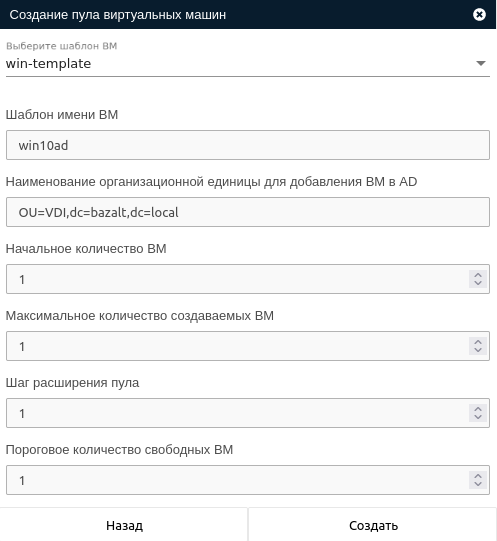 Создание пула виртуальных машин
Выберите шаблон ВМ
win-template
Шаблон имени ВМ
win10ad
Наименование организационной единицы для добавления ВМ в AD
OU=VDI,dc=bazalt,dc=local
Начальное количество ВМ
1
Максимальное количество создаваемых ВМ
1
Шаг расширения пула
1
Пороговое количество свободных ВМ
1
Назад Создать